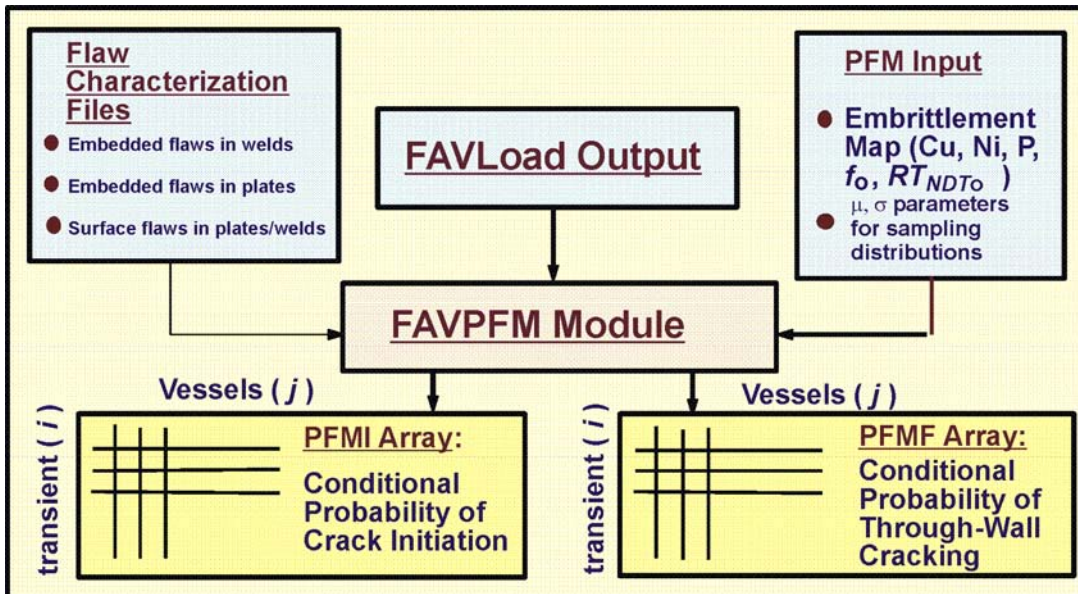 Flaw
Characterization
Files
Embedded flaws in welds
Embedded flaws in plates
Surface flaws in plates/welds
FAVLoad Output
PFM Input
Embrittlement
Map (Cu, Ni, P,
fo, RTNDTo )
μ, σ parameters
for sampling
distributions
FAVPFM Module
Vessels ( j )
transient ( i )
PFMI Array:
Conditional
Probability of
Crack Initiation
Vessels ( j )
transient ( i )
PFMF Array:
Conditional
Probability of
Through-Wall
Cracking